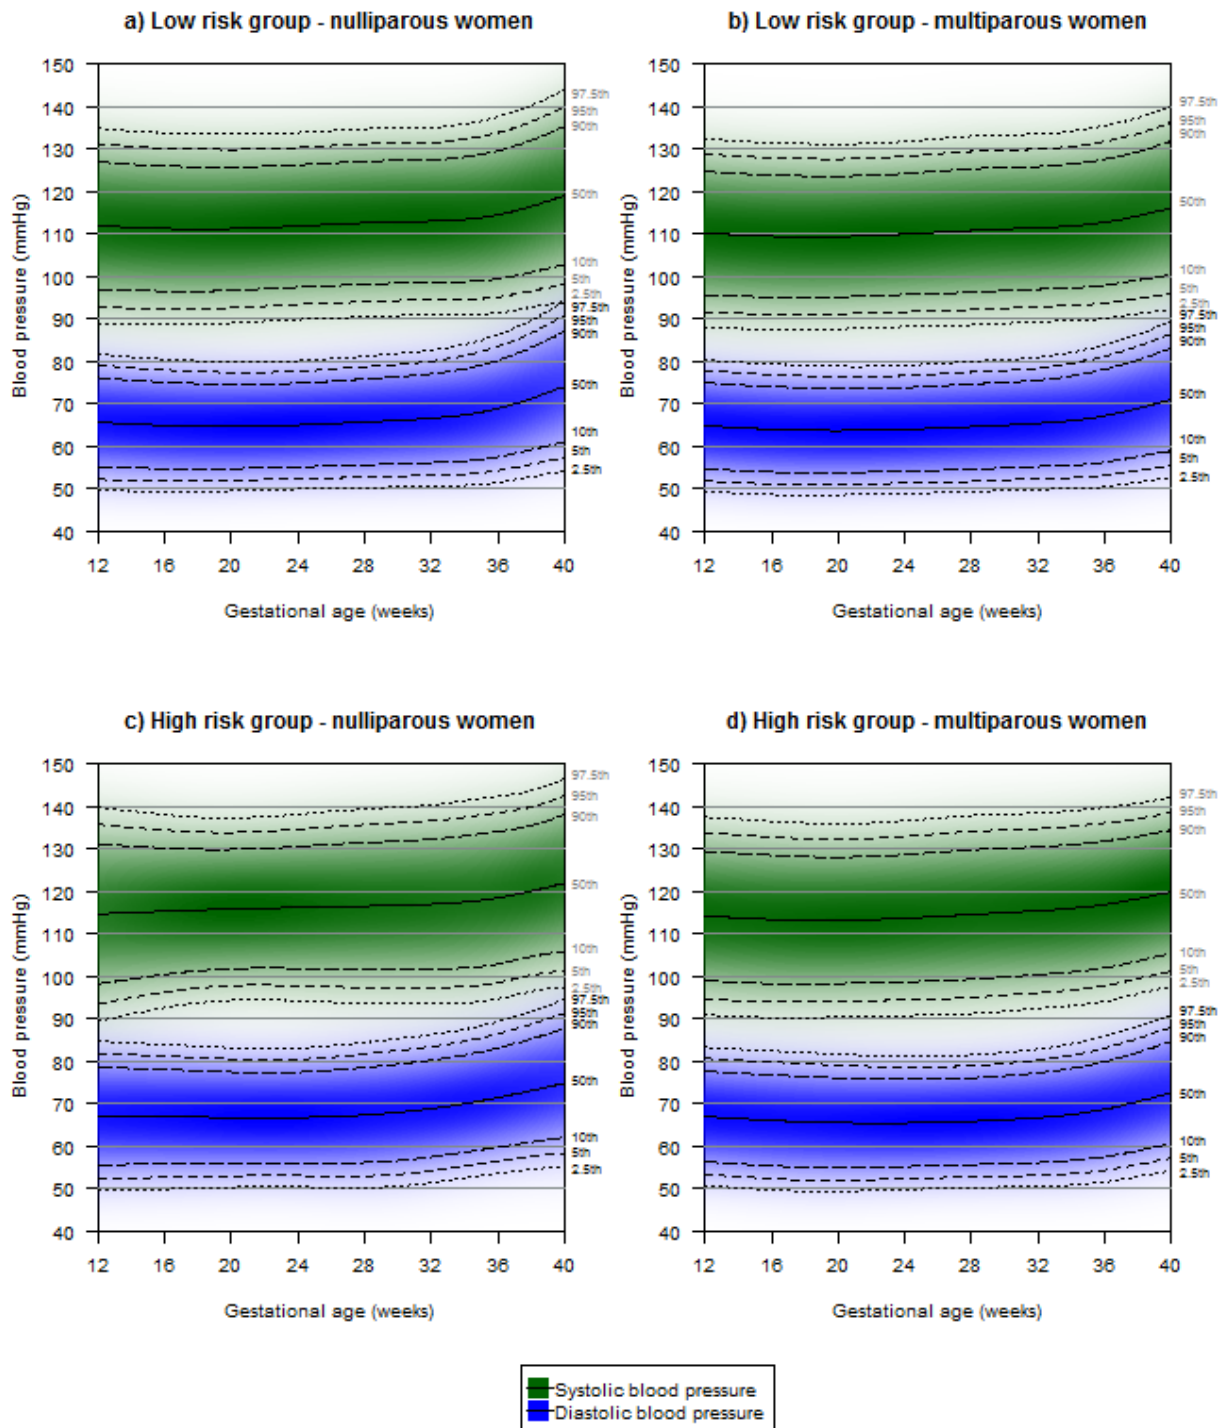 a) Low risk group - nulliparous women
150
140
130
120
110
100
90
80
70
60
50
40
Blood pressure (mmHg)
97.5th
95th
90th
50th
10th
5th
2.5th
97.5th
95th
90th
50th
10th
5th
2.5th
12 16 20 24 28 32 36 40
Gestational age (weeks)
b) Low risk group - multiparous women
150
140
130
120
110
100
90
80
70
60
50
40
Blood pressure (mmHg)
97.5th
95th
90th
50th
10th
5th
2.5th
97.5th
95th
90th
50th
10th
5th
2.5th
12 16 20 24 28 32 36 40
Gestational age (weeks)
c) High risk group - nulliparous women
150
140
130
120
110
100
90
80
70
60
50
40
Blood pressure (mmHg)
97.5th
95th
90th
50th
10th
5th
2.5th
97.5th
95th
90th
50th
10th
5th
2.5th
12 16 20 24 28 32 36 40
Gestational age (weeks)
d) High risk group - multiparous women
150
140
130
120
110
100
90
80
70
60
50
40
Blood pressure (mmHg)
97.5th
95th
90th
50th
10th
5th
2.5th
97.5th
95th
90th
50th
10th
5th
2.5th
12 16 20 24 28 32 36 40
Gestational age (weeks)
Systolic blood pressure
Diastolic blood pressure